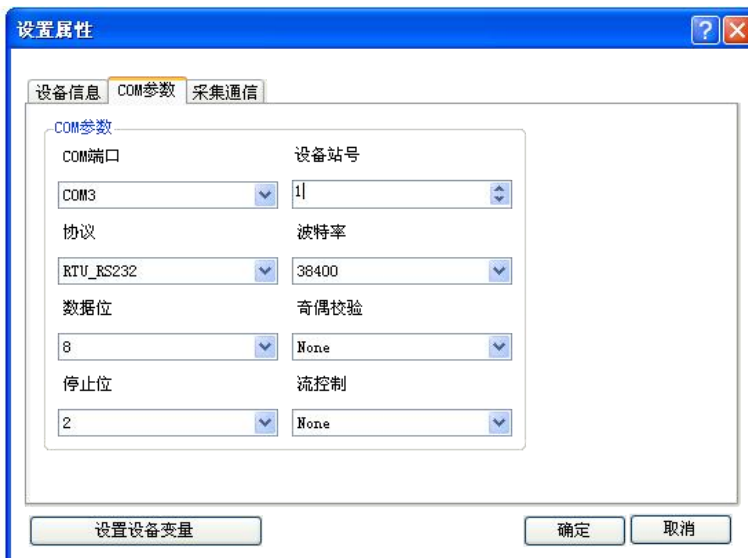 设置属性
设备信息 COM参数 采集通信
COM参数
COM端口 设备站号
COM3 1
协议 波特率
RTU_RS232 38400
数据位 奇偶校验
8 None
停止位 流控制
2 None
设置设备变量 确定 取消